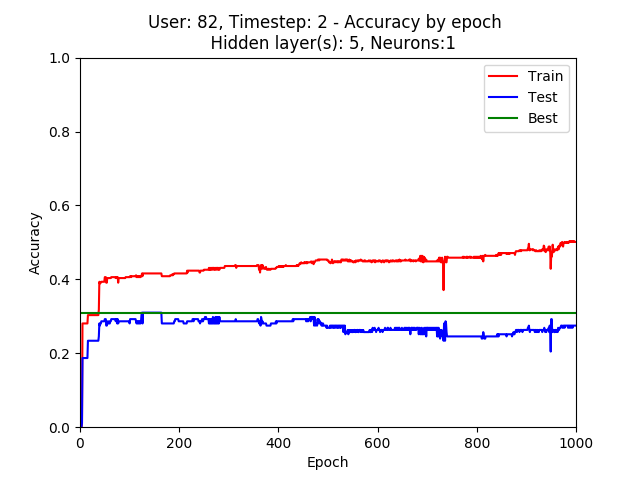 User: 82, Timestep: 2 - Accuracy by epoch
Hidden layer(s): 5, Neurons:1
1.0
0.8
0.6
0.4
0.2
0.0
Accuracy
Train
Test
Best
0 200 400 600 800 1000
Epoch